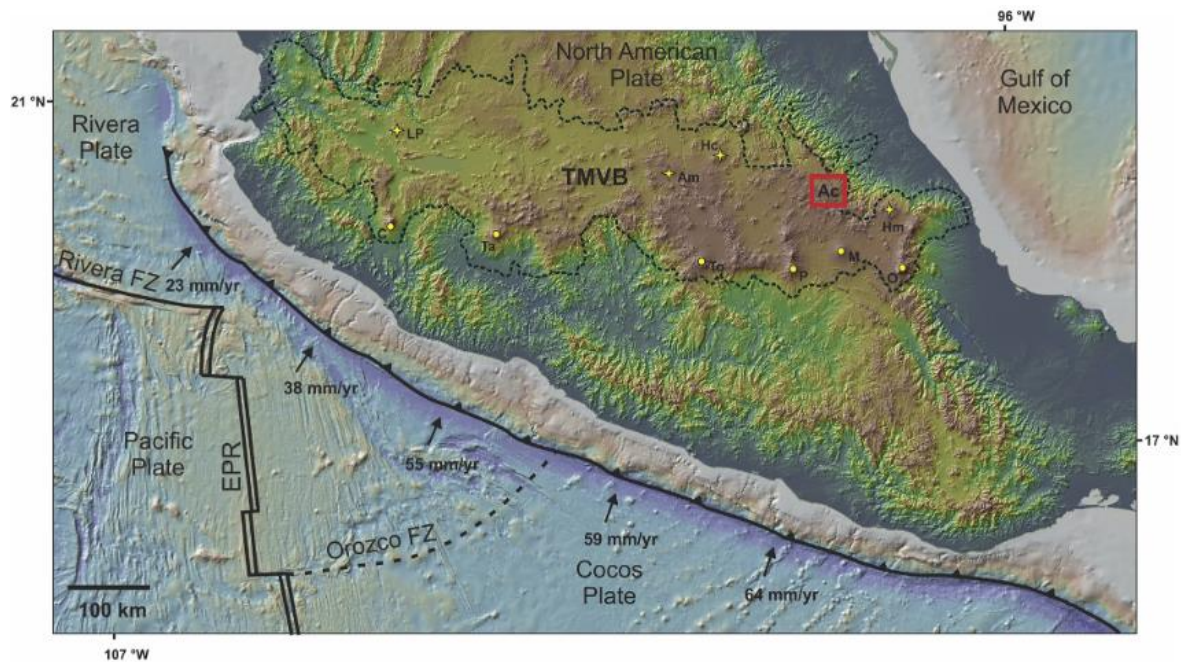 96 °W
North American
Plate
Gulf of
Mexico
21 °N
Rivera
Plate
LP
Hc
TMVB
Am
Ac
Hm
Ta
To
P
M
O
Rivera FZ
23 mm/yr
38 mm/yr
Pacific
Plate
EPR
55 mm/yr
17 °N
Orozco FZ
59 mm/yr
Cocos
Plate
64 mm/yr
100 km
107 °W